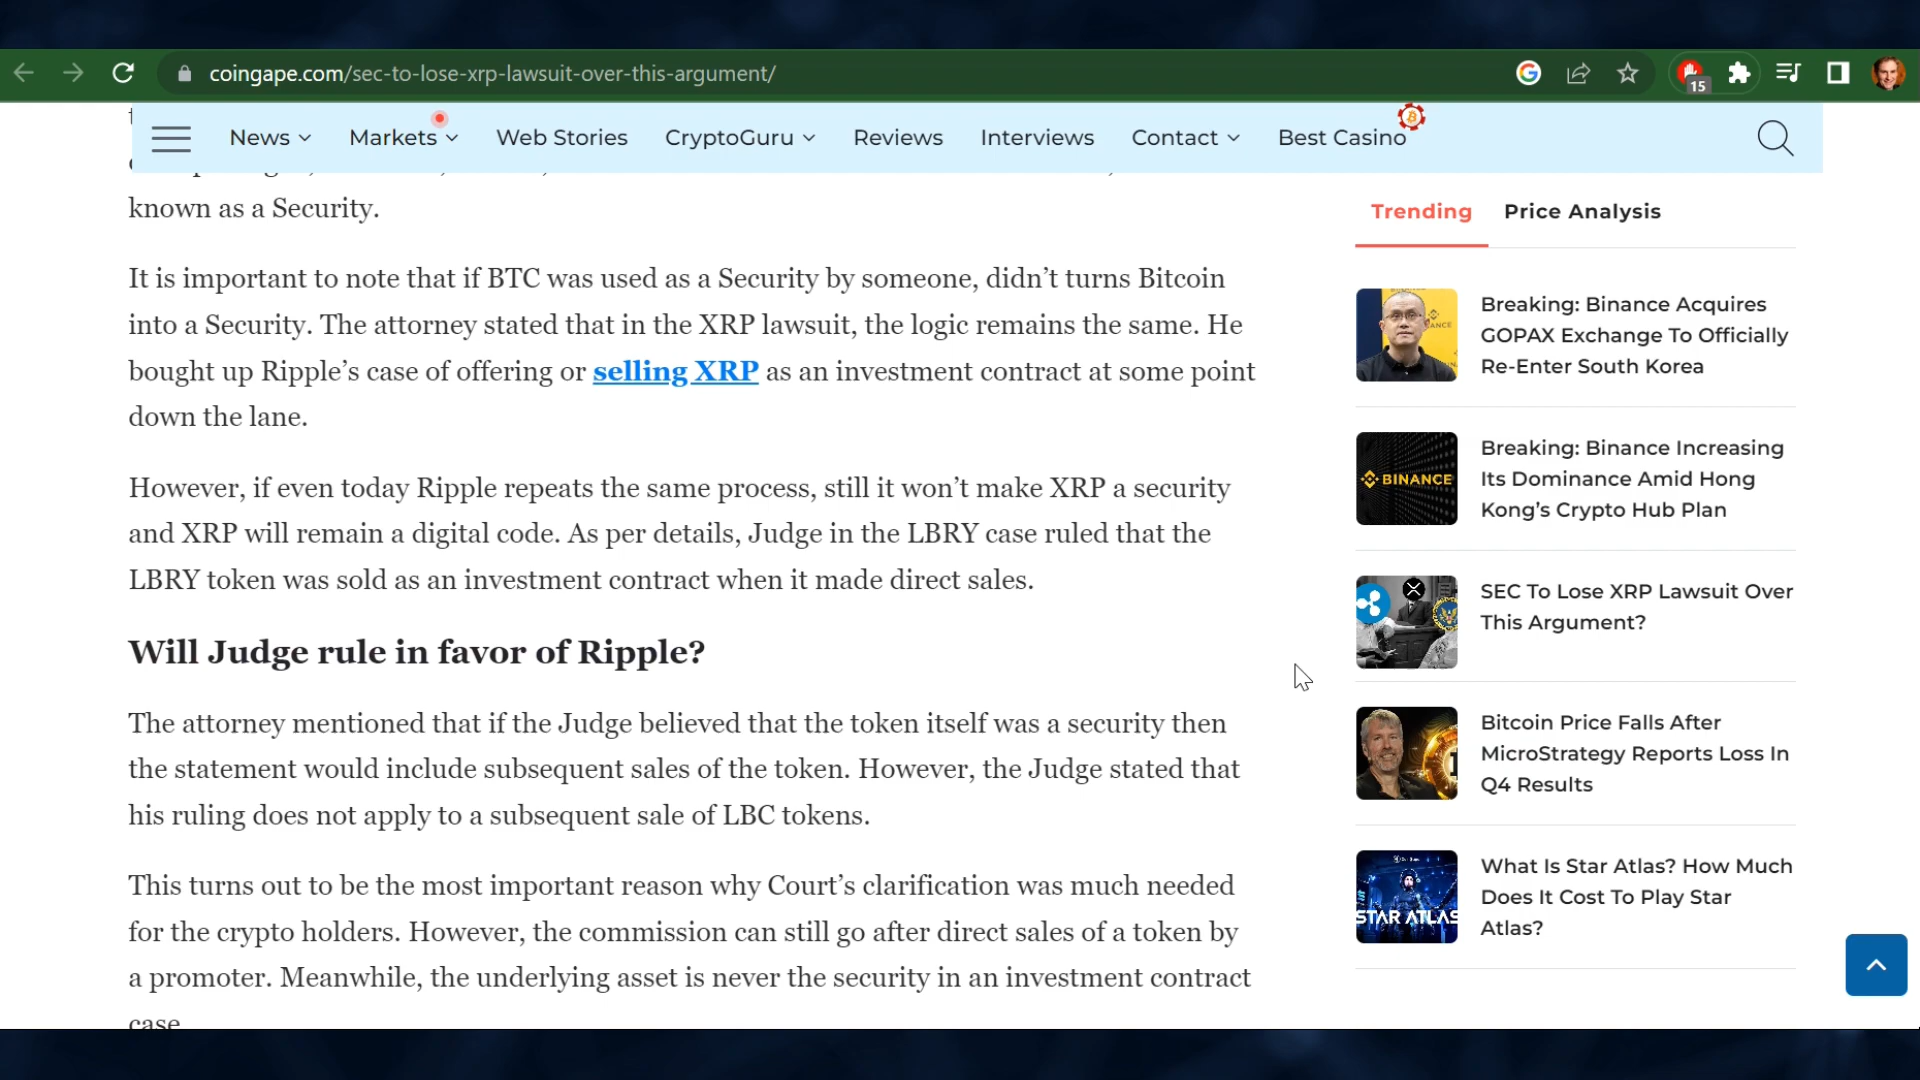 coingape.com/sec-to-lose-xrp-lawsuit-over-this-argument/
15
News
Markets
Web Stories
CryptoGuru
Reviews
Interviews
Contact
Best Casino
known as a Security.
It is important to note that if BTC was used as a Security by someone, didn’t turns Bitcoin
into a Security. The attorney stated that in the XRP lawsuit, the logic remains the same. He
bought up Ripple’s case of offering or selling XRP as an investment contract at some point
down the lane.
However, if even today Ripple repeats the same process, still it won’t make XRP a security
and XRP will remain a digital code. As per details, Judge in the LBRY case ruled that the
LBRY token was sold as an investment contract when it made direct sales.
Will Judge rule in favor of Ripple?
The attorney mentioned that if the Judge believed that the token itself was a security then
the statement would include subsequent sales of the token. However, the Judge stated that
his ruling does not apply to a subsequent sale of LBC tokens.
This turns out to be the most important reason why Court’s clarification was much needed
for the crypto holders. However, the commission can still go after direct sales of a token by
a promoter. Meanwhile, the underlying asset is never the security in an investment contract
case
Trending
Price Analysis
Breaking: Binance Acquires
GOPAX Exchange To Officially
Re-Enter South Korea
BINANCE
Breaking: Binance Increasing
Its Dominance Amid Hong
Kong’s Crypto Hub Plan
SEC To Lose XRP Lawsuit Over
This Argument?
Bitcoin Price Falls After
MicroStrategy Reports Loss In
Q4 Results
STAR ATLAS
What Is Star Atlas? How Much
Does It Cost To Play Star
Atlas?